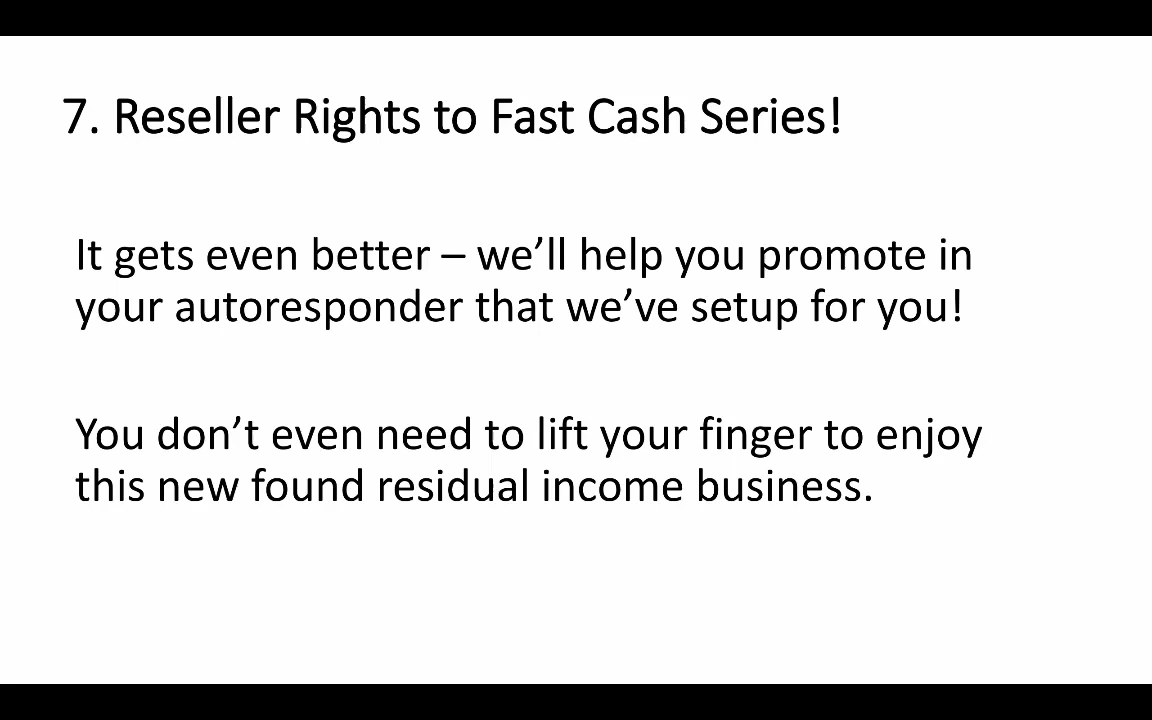 7. Reseller Rights to Fast Cash Series!
It gets even better – we’ll help you promote in
your autoresponder that we’ve setup for you!
You don’t even need to lift your finger to enjoy
this new found residual income business.